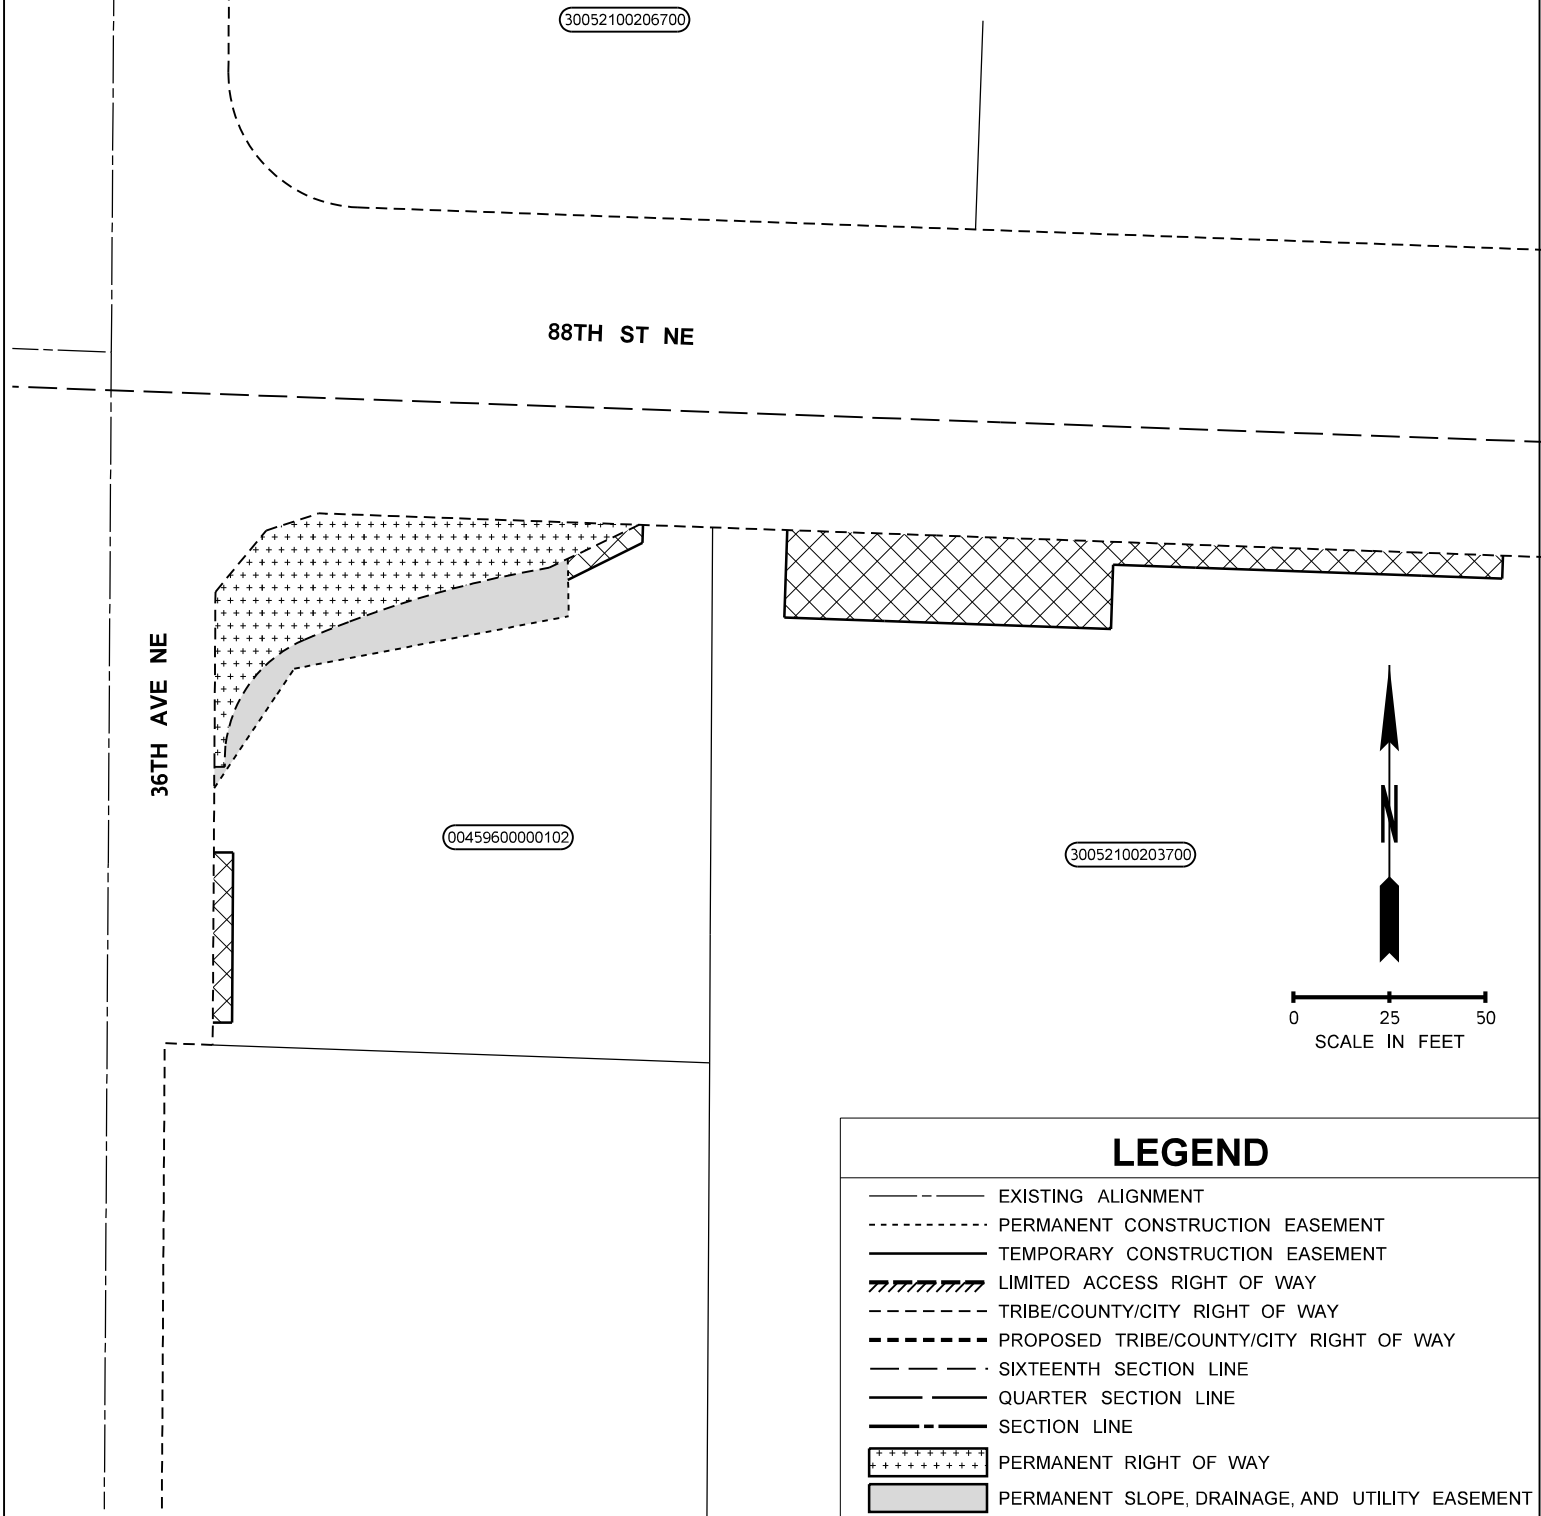 30052100206700
88TH ST NE
36TH AVE NE
00459600000102
30052100203700
N
0 25 50
SCALE IN FEET
LEGEND
EXISTING ALIGNMENT
PERMANENT CONSTRUCTION EASEMENT
TEMPORARY CONSTRUCTION EASEMENT
LIMITED ACCESS RIGHT OF WAY
TRIBE/COUNTY/CITY RIGHT OF WAY
PROPOSED TRIBE/COUNTY/CITY RIGHT OF WAY
SIXTEENTH SECTION LINE
QUARTER SECTION LINE
SECTION LINE
PERMANENT RIGHT OF WAY
PERMANENT SLOPE, DRAINAGE, AND UTILITY EASEMENT